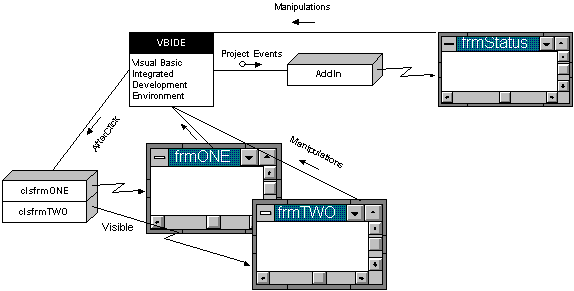 Manipulations
VBIDE
Visual Basic
Integrated
Development
Environment
Project Events
AddIn
frmStatus
AfterClick
frmONE
Manipulations
clsfrmONE
clsfrmTWO
Visible
frmTWO